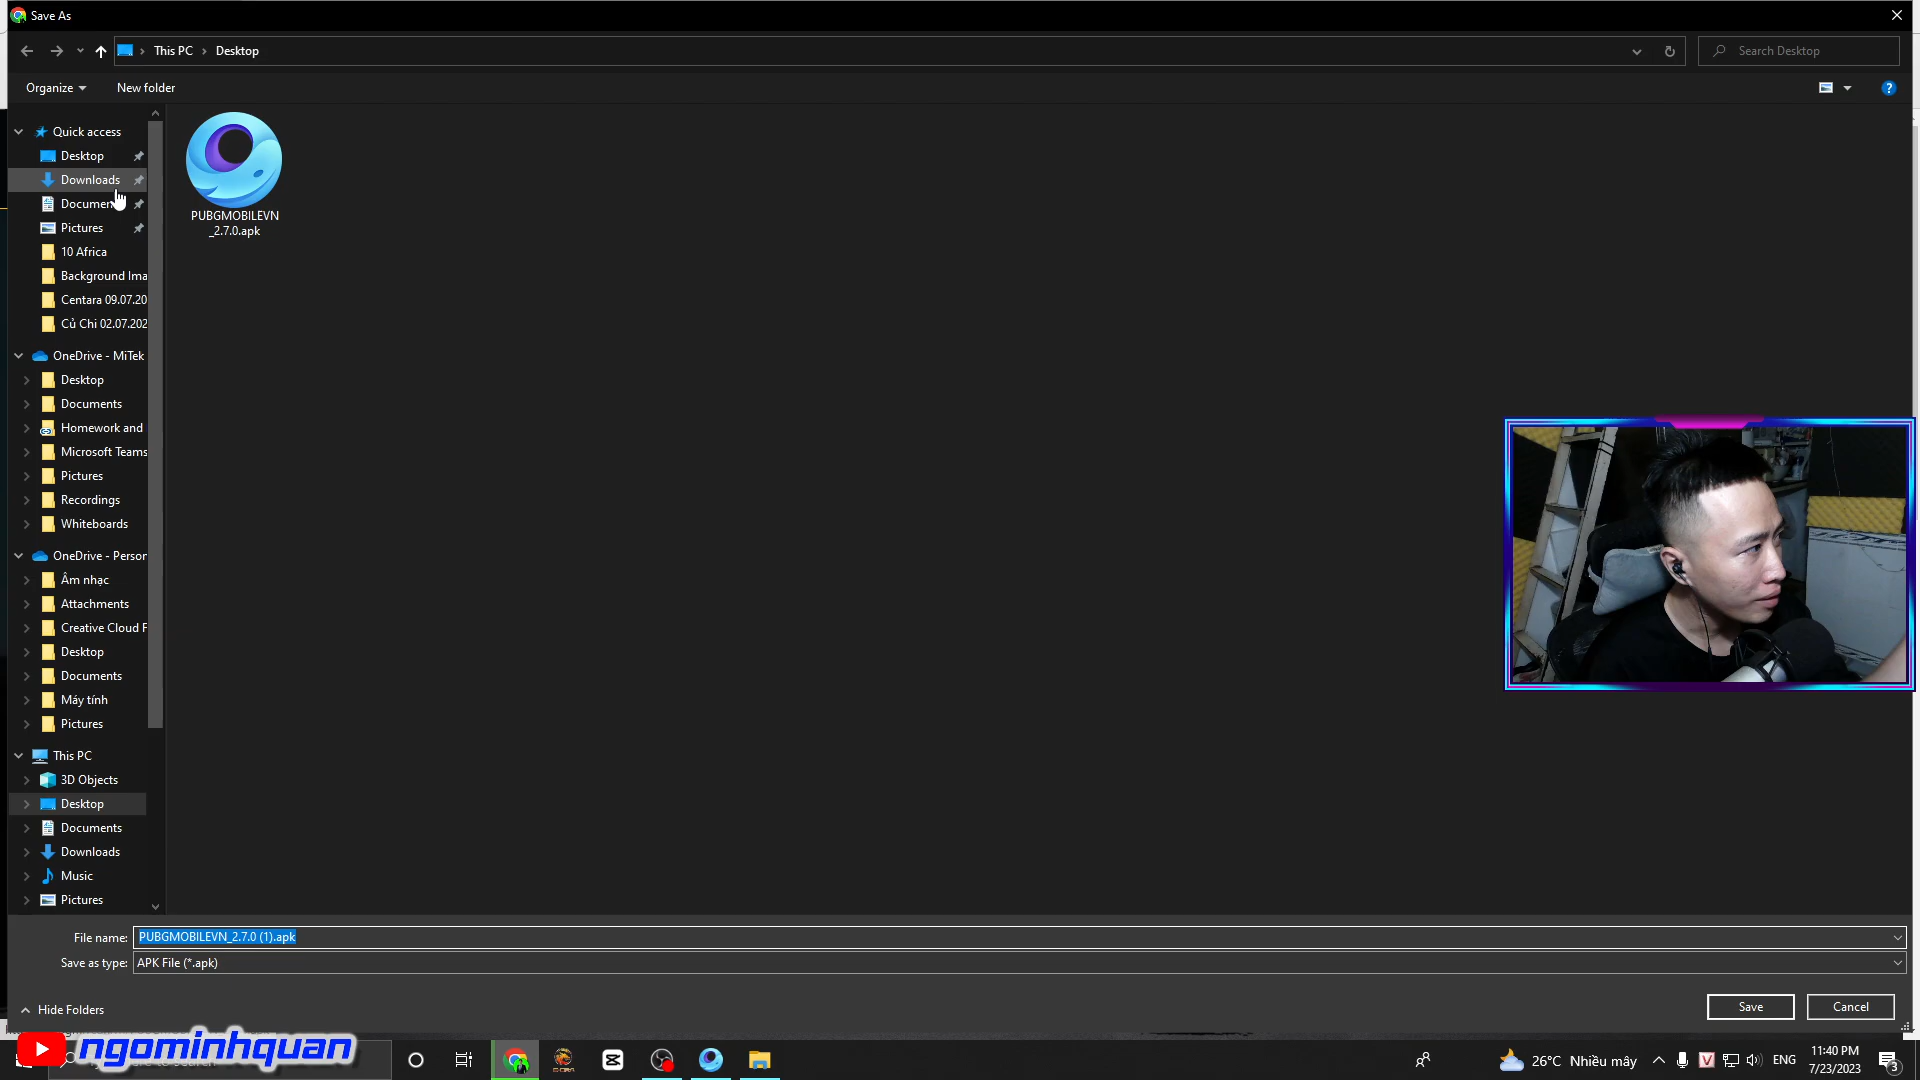 Save As
This PC
Desktop
Search Desktop
Organize
New folder
Quick access
Desktop
Downloads
Pictures
10 Africa
Background Ima
Centara 09.07.20
Củ Chi 02.07.202
OneDrive - MiTek
Desktop
Documents
Homework and
Microsoft Teams
Pictures
Recordings
Whiteboards
OneDrive - Person
Âm nhạc
Attachments
Creative Cloud F
Desktop
Documents
Máy tính
Pictures
This PC
3D Objects
Desktop
Documents
Downloads
Music
Pictures
PUBGMOBILEVN
_2.7.0.apk
File name: PUBGMOBILEVN_2.7.0 (1).apk
Save as type: APK File (*.apk)
Hide Folders
Save
Cancel
ngominhquan
26°C Nhiều mây
V
ENG
11:40 PM
7/23/2023
3